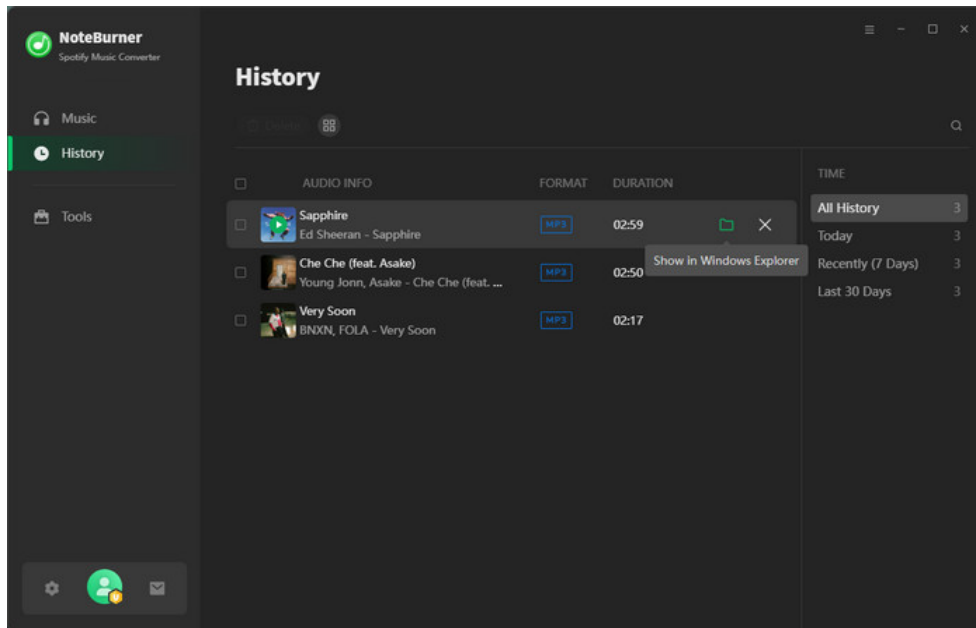 NoteBurner
Spotify Music Converter
Music
History
Tools
History
Delete
AUDIO INFO FORMAT DURATION
Sapphire
Ed Sheeran - Sapphire
MP3 02:59
Show in Windows Explorer
Che Che (feat. Asake)
Young Jonn, Asake - Che Che (feat. ...
MP3 02:50
Very Soon
BNXN, FOLA - Very Soon
MP3 02:17
TIME
All History 3
Today 3
Recently (7 Days) 3
Last 30 Days 3